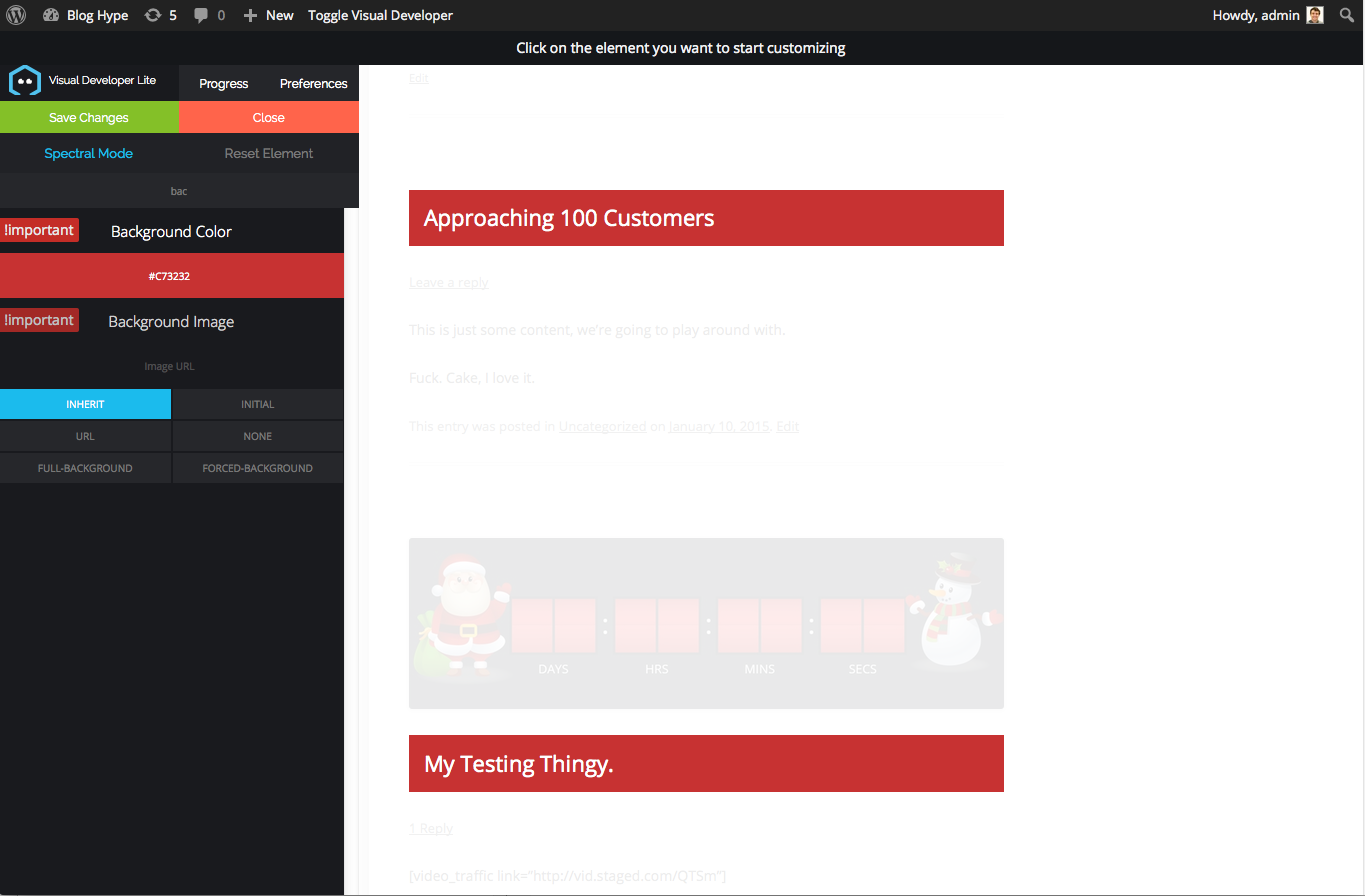 Blog Hype 5 0 New Toggle Visual Developer Howdy, admin
Click on the element you want to start customizing
Visual Developer Lite Progress Preferences
Save Changes Close
Spectral Mode Reset Element
bac
!important Background Color
#C73232
!important Background Image
Image URL
INHERIT INITIAL
URL NONE
FULL-BACKGROUND FORCED-BACKGROUND
Edit
Approaching 100 Customers
Leave a reply
This is just some content, we're going to play around with.
Fuck. Cake, I love it.
This entry was posted in Uncategorized on January 10, 2015. Edit
DAYS HRS MINS SECS
My Testing Thingy.
1 Reply
[video_traffic link="http://vid.staged.com/QTSm"]